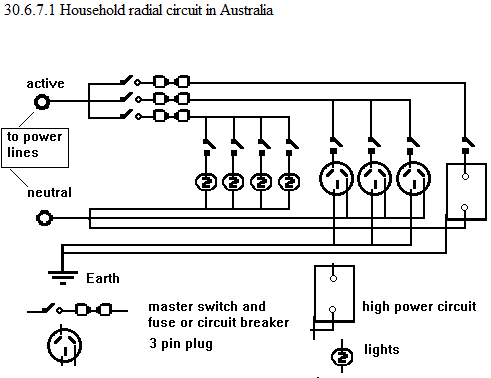 30.6.7.1 Household radial circuit in Australia
active
to power
lines
neutral
Earth
master switch and
fuse or circuit breaker
3 pin plug
high power circuit
lights